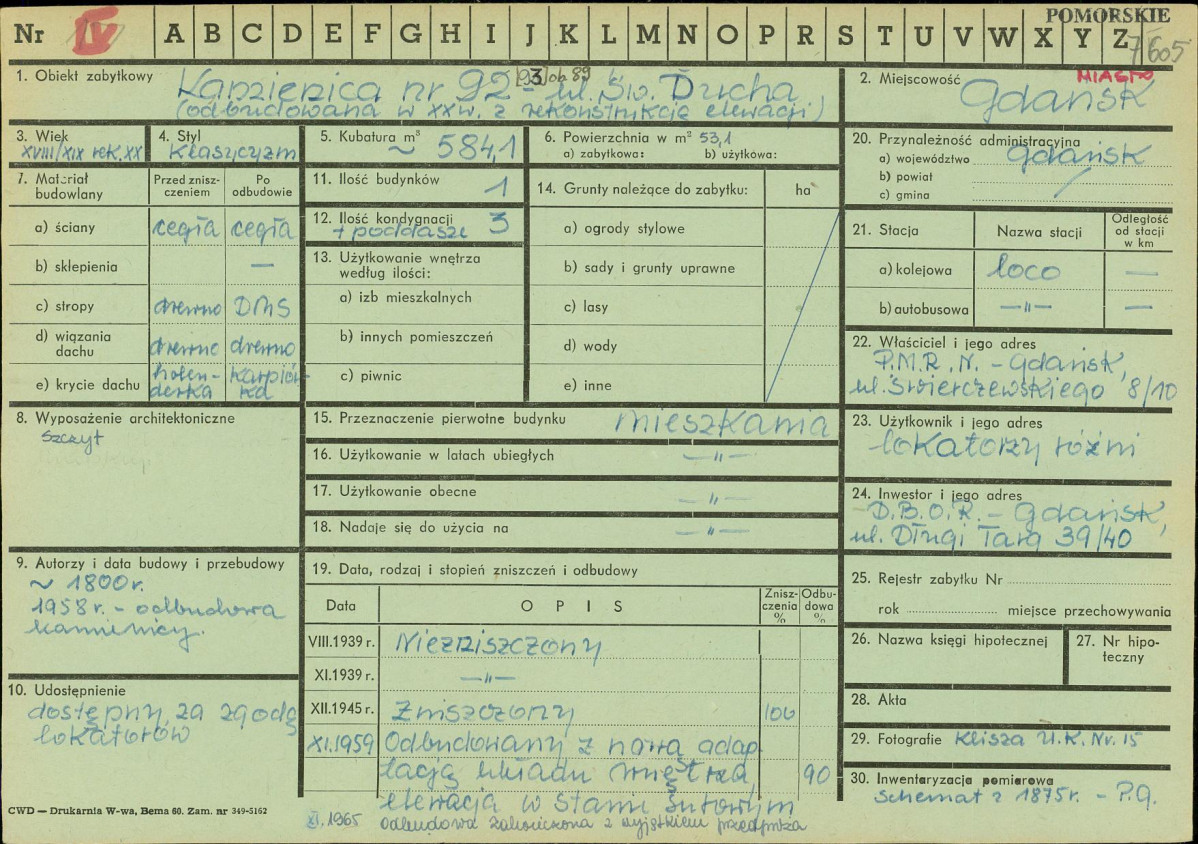 POMORSKIE
Nr IV A B C D E F G H I J K L M N O P R S T U V W X Y Z 7605
1. Obiekt zabytkowy Kamienica nr 92 - ul. Św. Ducha
(odbudowana w XXw. z rekonstrukcją elewacji)
2. Miejscowość MIASTO
Gdańsk
3. Wiek
XVIII/XIX rek. XX
4. Styl
Klasycyzm
5. Kubatura m³
~ 584,1
6. Powierzchnia w m² 53,1
a) zabytkowa: b) użytkowa:
20. Przynależność administracyjna
a) województwo Gdańsk
b) powiat
c) gmina
7. Materiał budowlany
Przed zniszczeniem
Po odbudowie
a) ściany cegła cegła
b) sklepienia —
c) stropy drewno DMS
d) wiązania dachu drewno drewno
e) krycie dachu holenderka karpiówka
11. Ilość budynków 1
12. Ilość kondygnacji 3
+ poddasze
13. Użytkowanie wnętrza
według ilości:
a) izb mieszkalnych
b) innych pomieszczeń
c) piwnic
14. Grunty należące do zabytku: ha
a) ogrody stylowe
b) sady i grunty uprawne
c) lasy
d) wody
e) inne
21. Stacja
Nazwa stacji
Odległość od stacji w km
a) kolejowa loco —
b) autobusowa —"— —
22. Właściciel i jego adres
P.M.R.N. - Gdańsk,
ul. Świerczewskiego 8/10
8. Wyposażenie architektoniczne
szczyt
15. Przeznaczenie pierwotne budynku mieszkania
16. Użytkowanie w latach ubiegłych —"—
17. Użytkowanie obecne —"—
18. Nadaje się do użycia na —"—
23. Użytkownik i jego adres
lokatorzy różni
24. Inwestor i jego adres
D.B.O.R. - Gdańsk,
ul. Długi Targ 39/40
9. Autorzy i data budowy i przebudowy
~ 1800 r.
1958 r. - odbudowa
kamienicy.
10. Udostępnienie
dostępny, za zgodą
lokatorów
19. Data, rodzaj i stopień zniszczeń i odbudowy
Data
OPIS
Zniszczenia %
Odbudowa %
VIII.1939 r. Niezniszczony
XI.1939 r. —"—
XII.1945 r. Zniszczony 100
XI.1959 Odbudowany z nową adap
tacją układu wnętrza, 90
elewacja w stanie surowym
XI.1965 odbudowa zakończona z wyjątkiem przedproża
25. Rejestr zabytku Nr
rok miejsce przechowywania
26. Nazwa księgi hipotecznej
27. Nr hipoteczny
28. Akta
29. Fotografie Klisza U.K. Nr. 15
30. Inwentaryzacja pomiarowa
Schemat z 1875 r. - P.G.
CWD — Drukarnia W-wa, Bema 60. Zam. nr 349-5162